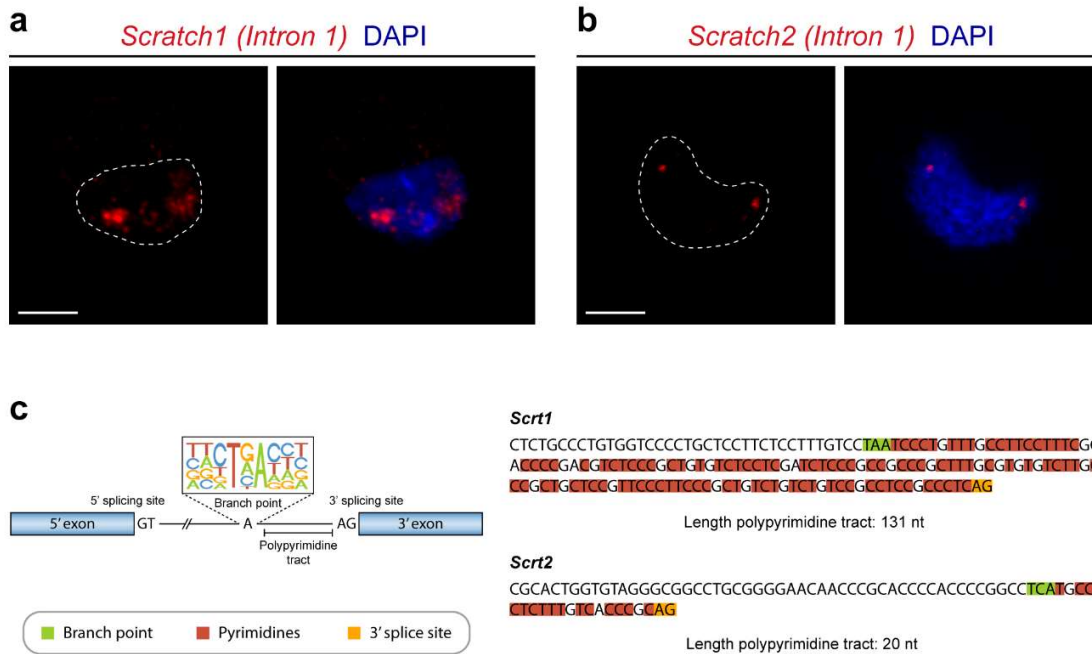 a
Scratch1 (Intron 1) DAPI
b
Scratch2 (Intron 1) DAPI
c
Branch point
5' splicing site
3' splicing site
5' exon
GT
A
AG
3' exon
Polypyrimidine
tract
Branch point
Pyrimidines
3' splice site
Scrt1
CTCTGCCCTGTGGTCCCCTGCTCCTTCTCCTTTGTCCTAATCCCTGTTTGCCTTCCTTTCGG
ACCCCGACGTCTCCCGCTGTGTCTCCTCGATCTCCCGCCGCCCGCTTTGCGTGTGTCTTG
CCGCTGCTCCGTTCCCTTCCCGCTGTCTGTCTGTCCGCCTCCGCCCTCAG
Length polypyrimidine tract: 131 nt
Scrt2
CGCACTGGTGTAGGGCGGCCTGCGGGGAACAACCCGCACCCCACCCCGGCCTCATGCC
CTCTTTGTCACCCGCAG
Length polypyrimidine tract: 20 nt